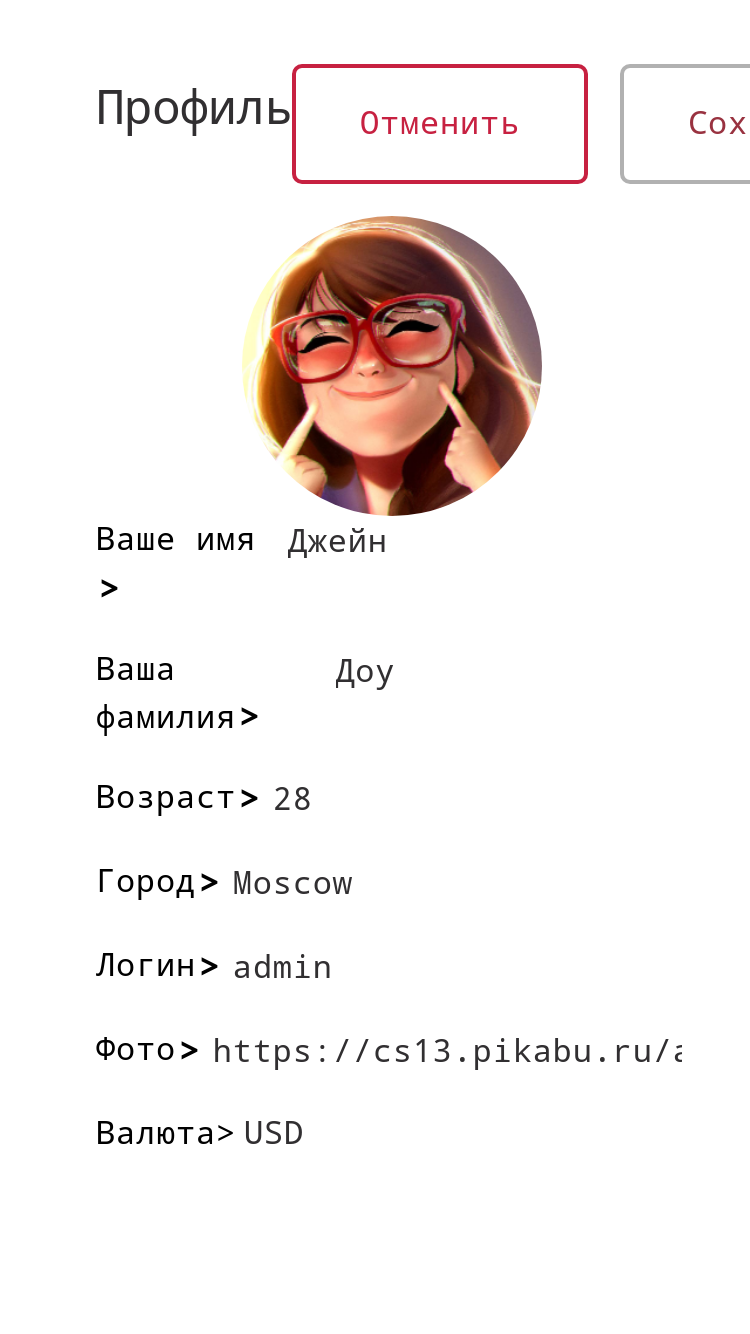 Профиль Отменить Сох
Ваше имя Джейн
>
Ваша Доу
фамилия>
Возраст> 28
Город> Moscow
Логин> admin
Фото> https://cs13.pikabu.ru/a
Валюта> USD